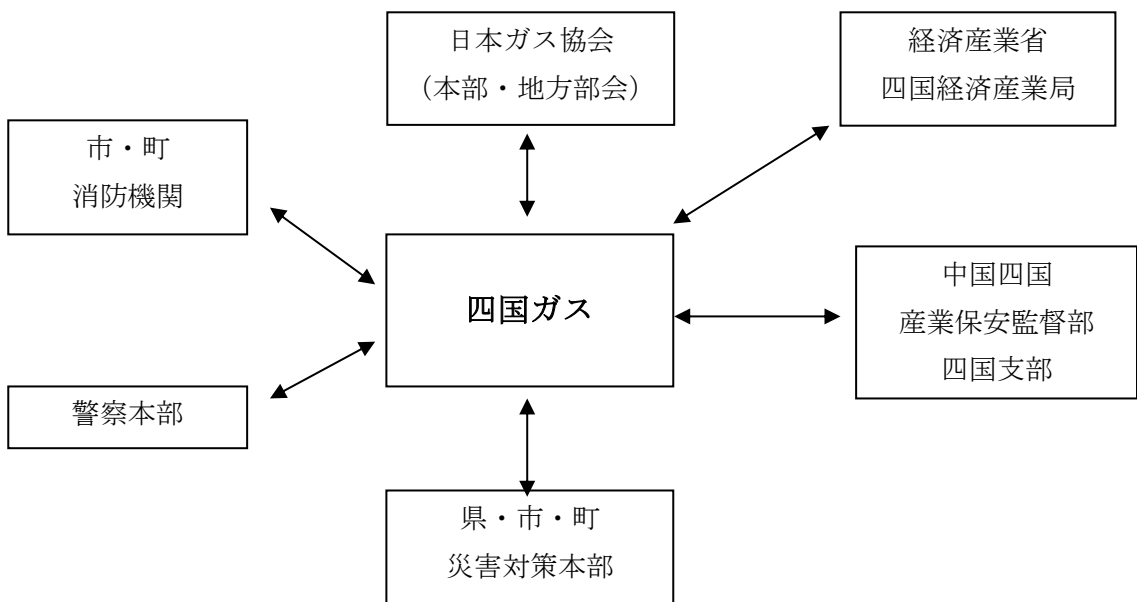 日本ガス協会
（本部・地方部会）
経済産業省
四国経済産業局
市・町
消防機関
四国ガス
中国四国
産業保安監督部
四国支部
警察本部
県・市・町
災害対策本部